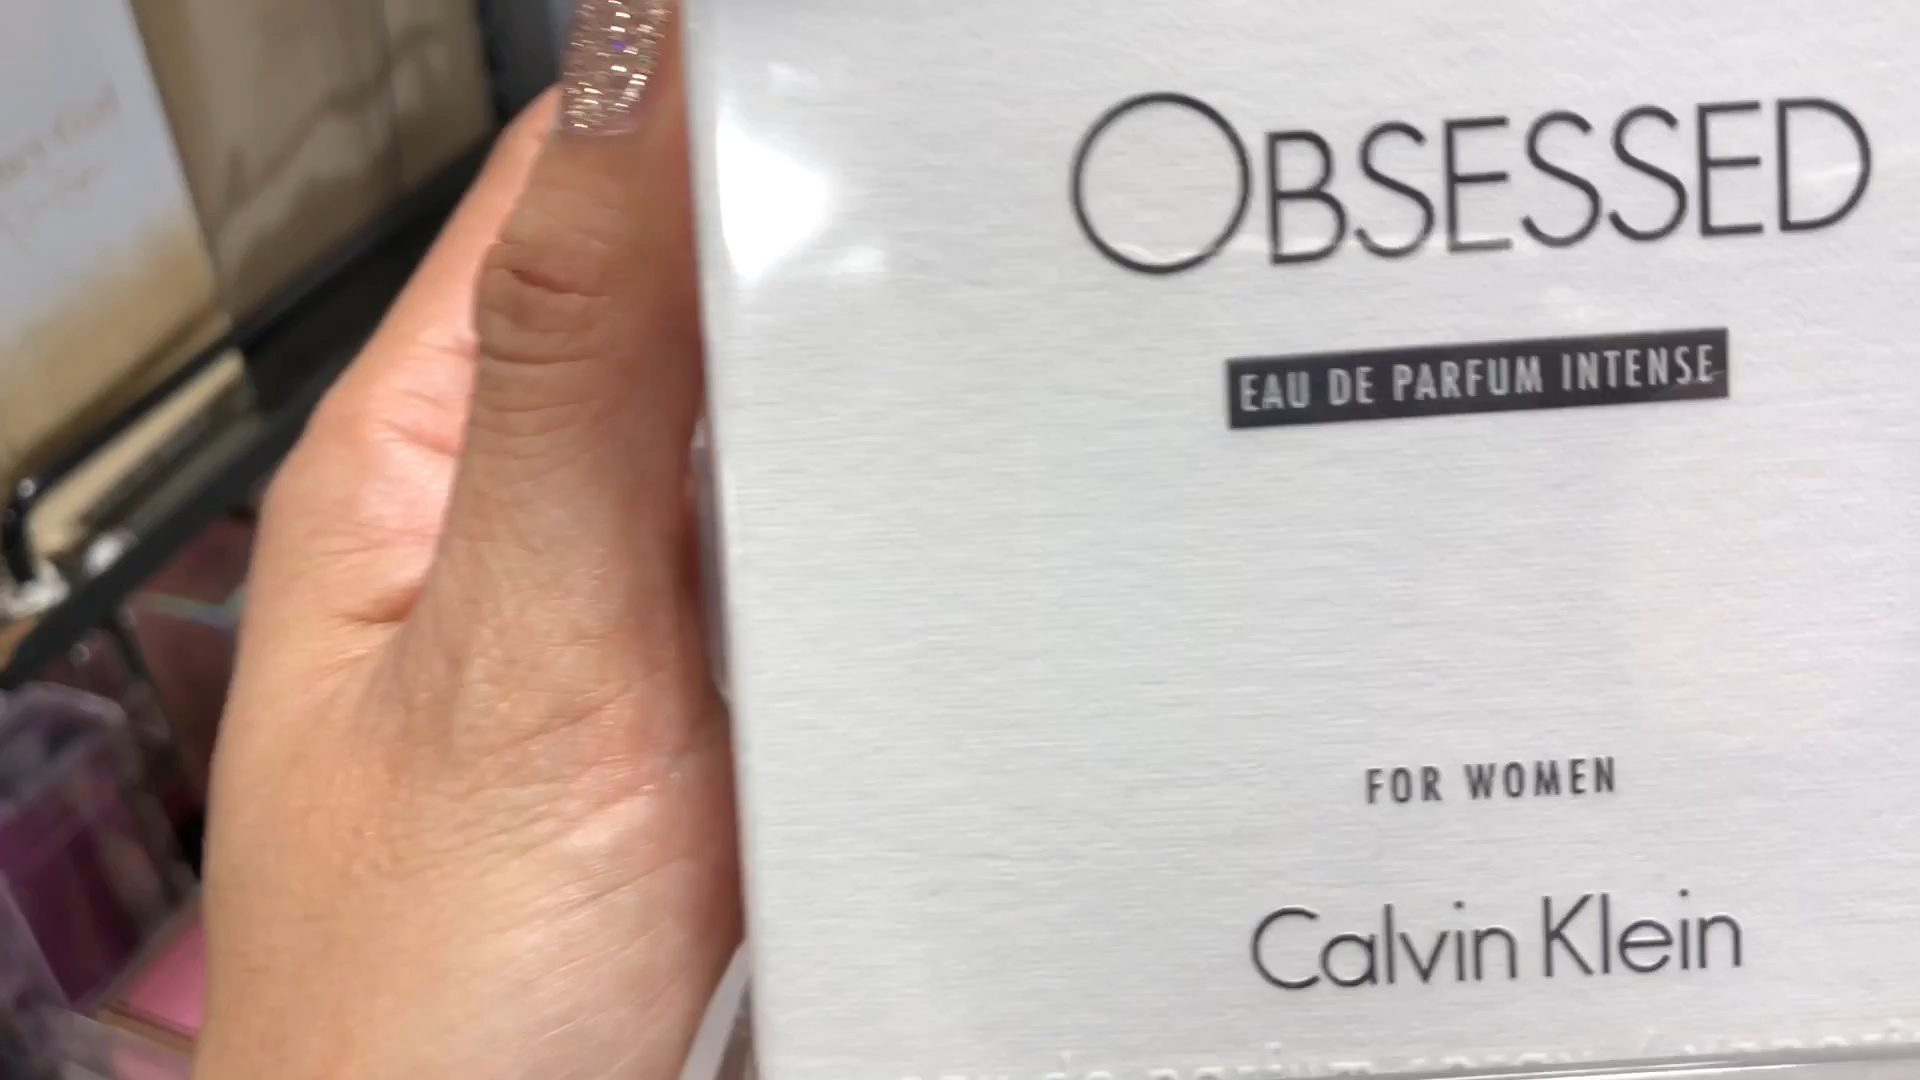 OBSESSED
EAU DE PARFUM INTENSE
FOR WOMEN
Calvin Klein